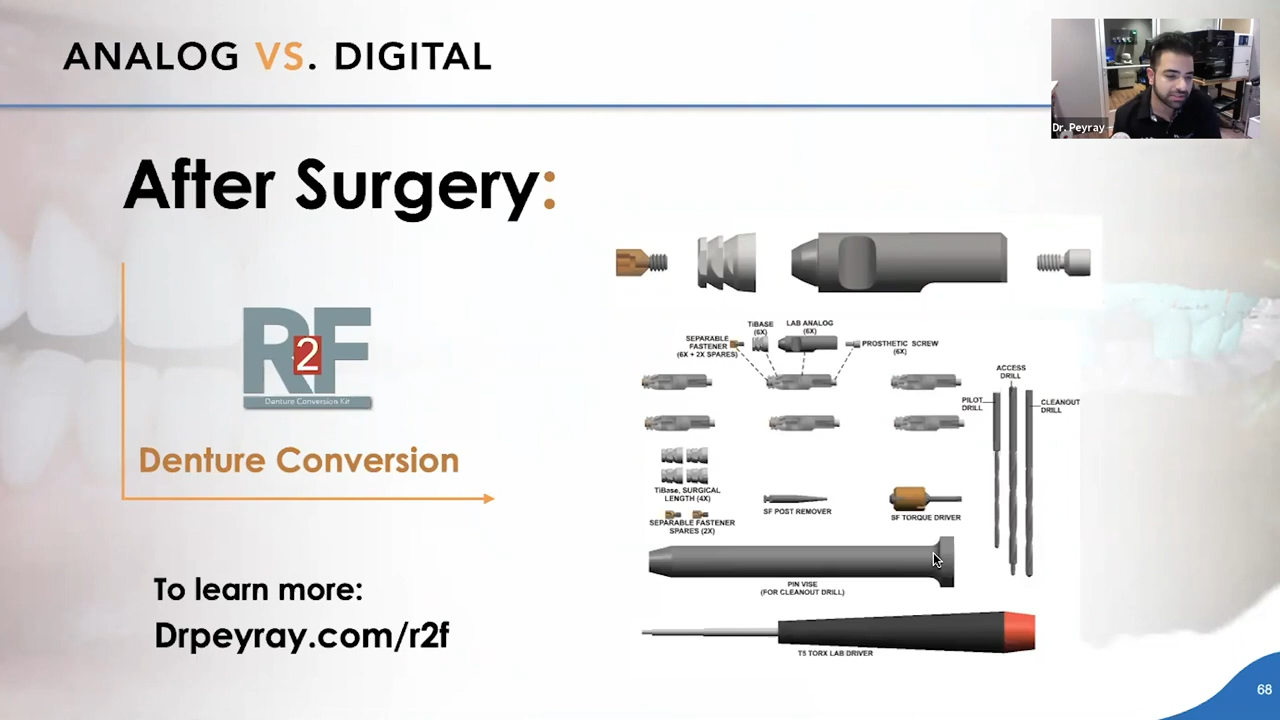 ANALOG VS. DIGITAL
Dr. Peyray
After Surgery:
R2F
Denture Conversion Kit
Denture Conversion
To learn more:
Drpeyray.com/r2f
TiBASE
(6X)
LAB ANALOG
(6X)
SEPARABLE
FASTENER
(6X + 2X SPARES)
PROSTHETIC SCREW
(6X)
ACCESS
DRILL
PILOT
DRILL
CLEANOUT
DRILL
TiBase, SURGICAL
LENGTH (4X)
SF POST REMOVER
SF TORQUE DRIVER
SEPARABLE FASTENER
SPARES (2X)
PIN VISE
(FOR CLEANOUT DRILL)
T5 TORX LAB DRIVER
68